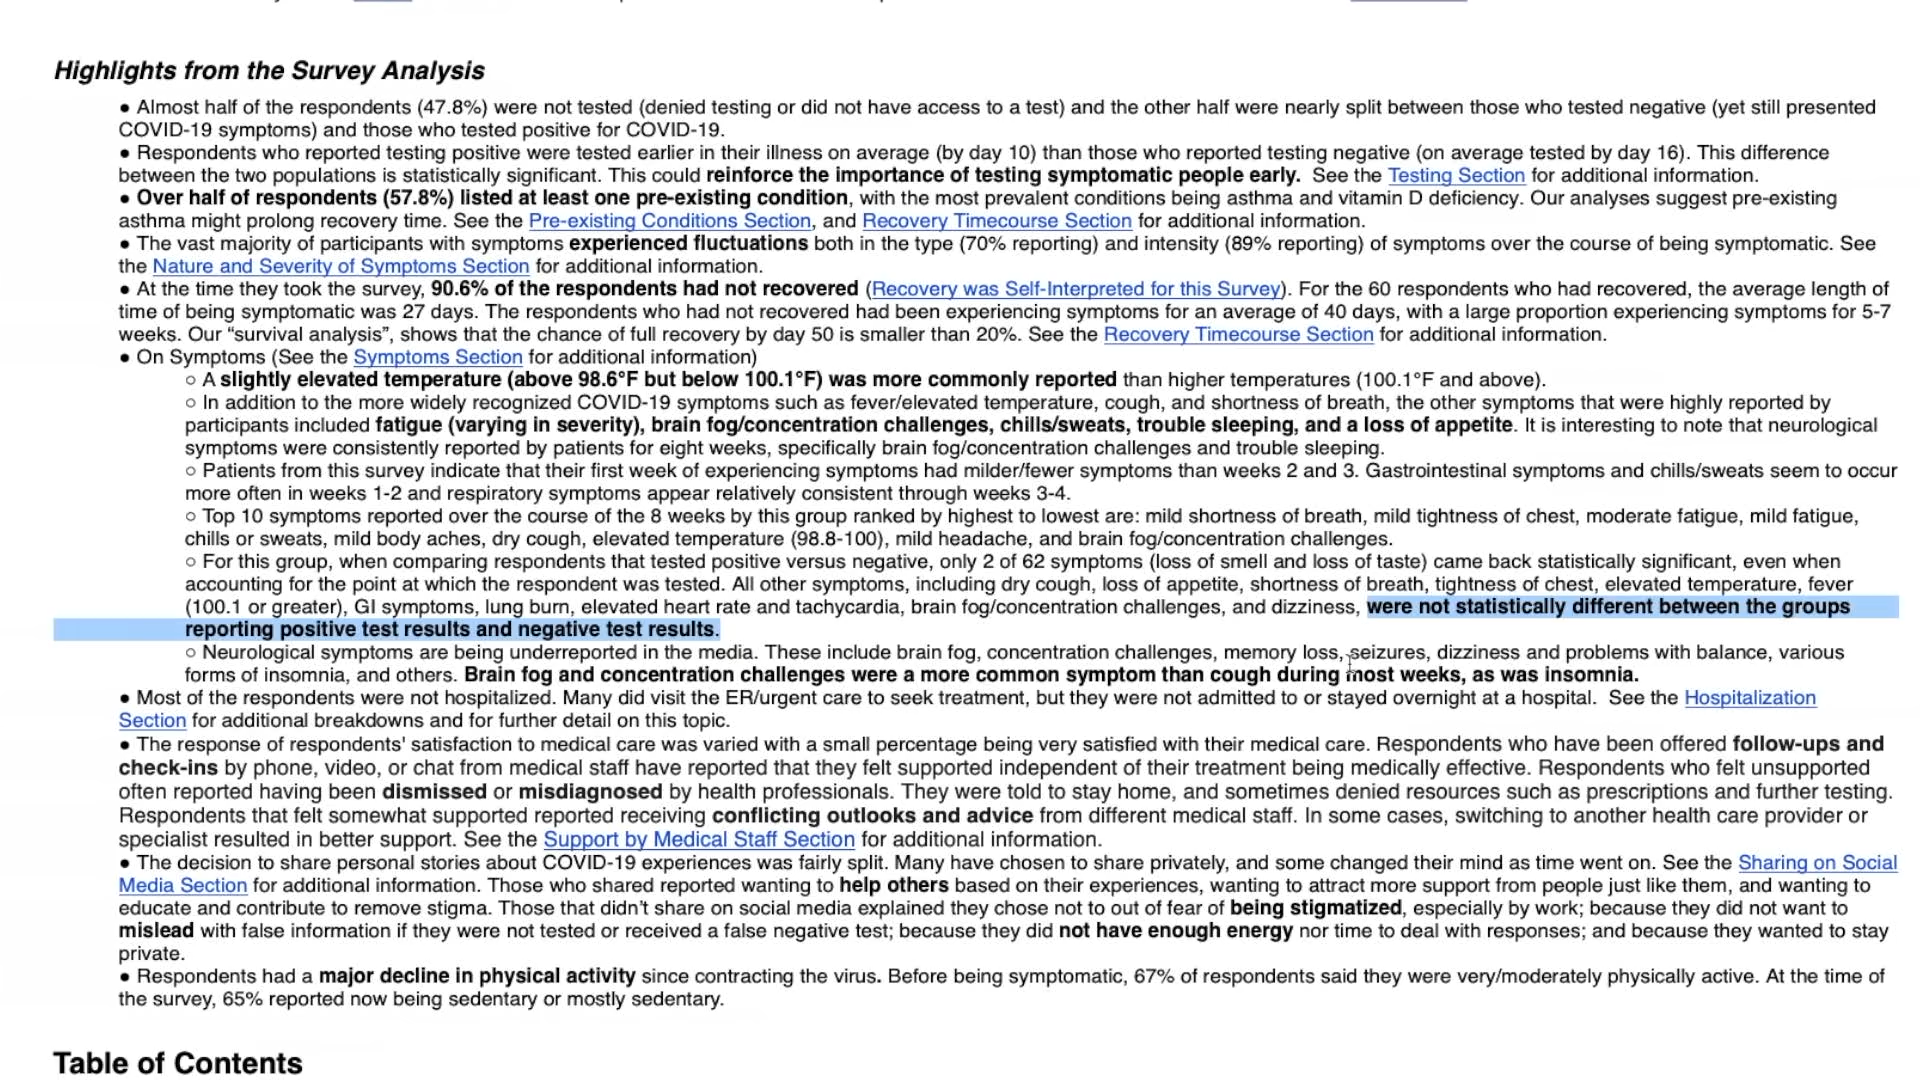 Highlights from the Survey Analysis
● Almost half of the respondents (47.8%) were not tested (denied testing or did not have access to a test) and the other half were nearly split between those who tested negative (yet still presented
COVID-19 symptoms) and those who tested positive for COVID-19.
● Respondents who reported testing positive were tested earlier in their illness on average (by day 10) than those who reported testing negative (on average tested by day 16). This difference
between the two populations is statistically significant. This could reinforce the importance of testing symptomatic people early. See the Testing Section for additional information.
● Over half of respondents (57.8%) listed at least one pre-existing condition, with the most prevalent conditions being asthma and vitamin D deficiency. Our analyses suggest pre-existing
asthma might prolong recovery time. See the Pre-existing Conditions Section, and Recovery Timecourse Section for additional information.
● The vast majority of participants with symptoms experienced fluctuations both in the type (70% reporting) and intensity (89% reporting) of symptoms over the course of being symptomatic. See
the Nature and Severity of Symptoms Section for additional information.
● At the time they took the survey, 90.6% of the respondents had not recovered (Recovery was Self-Interpreted for this Survey). For the 60 respondents who had recovered, the average length of
time of being symptomatic was 27 days. The respondents who had not recovered had been experiencing symptoms for an average of 40 days, with a large proportion experiencing symptoms for 5-7
weeks. Our “survival analysis”, shows that the chance of full recovery by day 50 is smaller than 20%. See the Recovery Timecourse Section for additional information.
● On Symptoms (See the Symptoms Section for additional information)
○ A slightly elevated temperature (above 98.6°F but below 100.1°F) was more commonly reported than higher temperatures (100.1°F and above).
○ In addition to the more widely recognized COVID-19 symptoms such as fever/elevated temperature, cough, and shortness of breath, the other symptoms that were highly reported by
participants included fatigue (varying in severity), brain fog/concentration challenges, chills/sweats, trouble sleeping, and a loss of appetite. It is interesting to note that neurological
symptoms were consistently reported by patients for eight weeks, specifically brain fog/concentration challenges and trouble sleeping.
○ Patients from this survey indicate that their first week of experiencing symptoms had milder/fewer symptoms than weeks 2 and 3. Gastrointestinal symptoms and chills/sweats seem to occur
more often in weeks 1-2 and respiratory symptoms appear relatively consistent through weeks 3-4.
○ Top 10 symptoms reported over the course of the 8 weeks by this group ranked by highest to lowest are: mild shortness of breath, mild tightness of chest, moderate fatigue, mild fatigue,
chills or sweats, mild body aches, dry cough, elevated temperature (98.8-100), mild headache, and brain fog/concentration challenges.
○ For this group, when comparing respondents that tested positive versus negative, only 2 of 62 symptoms (loss of smell and loss of taste) came back statistically significant, even when
accounting for the point at which the respondent was tested. All other symptoms, including dry cough, loss of appetite, shortness of breath, tightness of chest, elevated temperature, fever
(100.1 or greater), GI symptoms, lung burn, elevated heart rate and tachycardia, brain fog/concentration challenges, and dizziness, were not statistically different between the groups
reporting positive test results and negative test results.
○ Neurological symptoms are being underreported in the media. These include brain fog, concentration challenges, memory loss, seizures, dizziness and problems with balance, various
forms of insomnia, and others. Brain fog and concentration challenges were a more common symptom than cough during most weeks, as was insomnia.
● Most of the respondents were not hospitalized. Many did visit the ER/urgent care to seek treatment, but they were not admitted to or stayed overnight at a hospital. See the Hospitalization
Section for additional breakdowns and for further detail on this topic.
● The response of respondents' satisfaction to medical care was varied with a small percentage being very satisfied with their medical care. Respondents who have been offered follow-ups and
check-ins by phone, video, or chat from medical staff have reported that they felt supported independent of their treatment being medically effective. Respondents who felt unsupported
often reported having been dismissed or misdiagnosed by health professionals. They were told to stay home, and sometimes denied resources such as prescriptions and further testing.
Respondents that felt somewhat supported reported receiving conflicting outlooks and advice from different medical staff. In some cases, switching to another health care provider or
specialist resulted in better support. See the Support by Medical Staff Section for additional information.
● The decision to share personal stories about COVID-19 experiences was fairly split. Many have chosen to share privately, and some changed their mind as time went on. See the Sharing on Social
Media Section for additional information. Those who shared reported wanting to help others based on their experiences, wanting to attract more support from people just like them, and wanting to
educate and contribute to remove stigma. Those that didn’t share on social media explained they chose not to out of fear of being stigmatized, especially by work; because they did not want to
mislead with false information if they were not tested or received a false negative test; because they did not have enough energy nor time to deal with responses; and because they wanted to stay
private.
● Respondents had a major decline in physical activity since contracting the virus. Before being symptomatic, 67% of respondents said they were very/moderately physically active. At the time of
the survey, 65% reported now being sedentary or mostly sedentary.
Table of Contents